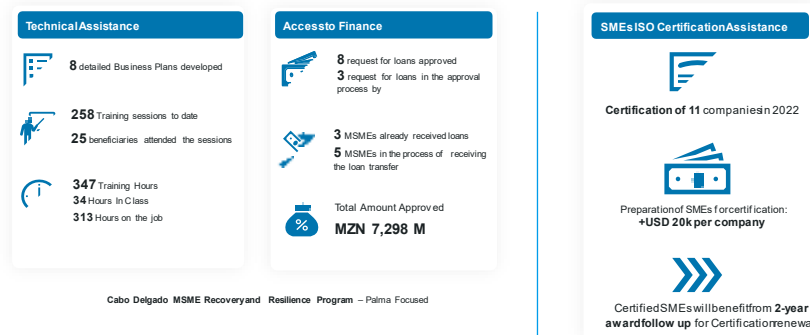 Technical Assistance
8 detailed Business Plans developed
258 Training sessions to date
25 beneficiaries attended the sessions
347 Training Hours
34 Hours In Class
313 Hours on the job
Access to Finance
8 request for loans approved
3 request for loans in the approval
process by
3 MSMEs already received loans
5 MSMEs in the process of receiving
the loan transfer
%
Total Amount Approved
MZN 7,298 M
Cabo Delgado MSME Recovery and Resilience Program – Palma Focused
SMEs ISO Certification Assistance
Certification of 11 companies in 2022
Preparation of SMEs for certification:
+USD 20k per company
Certified SMEs will benefit from 2-year
award follow up for Certification